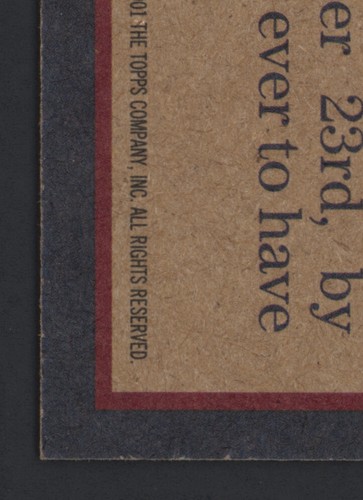 er 23rd, by
ever to have
01 THE TOPPS COMPANY, INC. ALL RIGHTS RESERVED.